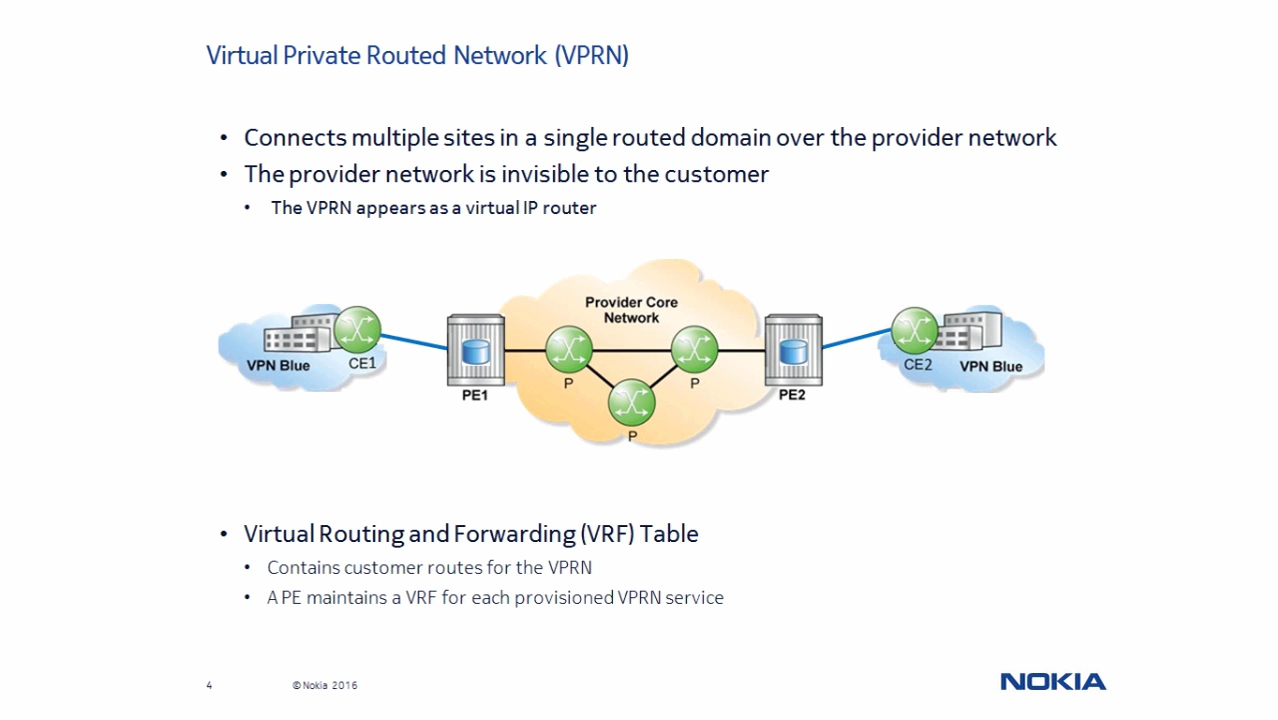 Virtual Private Routed Network (VPRN)
• Connects multiple sites in a single routed domain over the provider network
• The provider network is invisible to the customer
• The VPRN appears as a virtual IP router
Provider Core
Network
VPN Blue
CE1
PE1
P
P
P
PE2
CE2
VPN Blue
• Virtual Routing and Forwarding (VRF) Table
• Contains customer routes for the VPRN
• A PE maintains a VRF for each provisioned VPRN service
4
© Nokia 2016
NOKIA